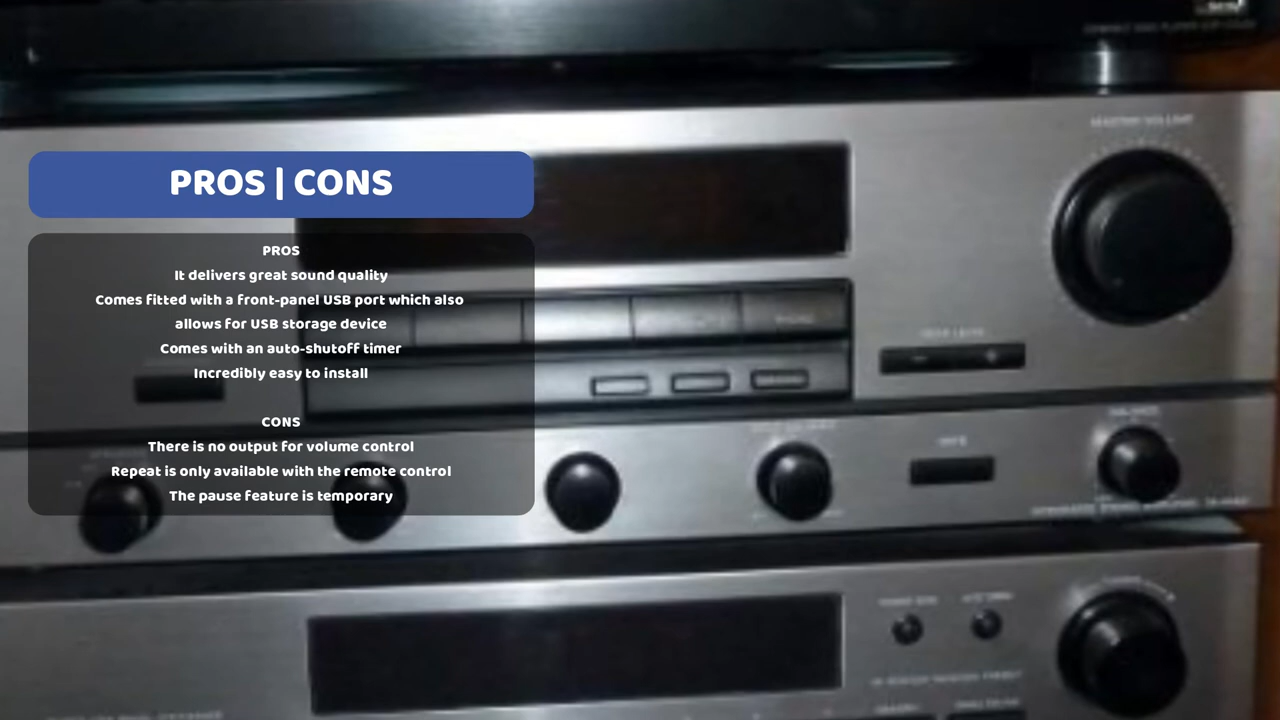 PROS | CONS
PROS
It delivers great sound quality
Comes fitted with a front-panel USB port which also
allows for USB storage device
Comes with an auto-shutoff timer
Incredibly easy to install
CONS
There is no output for volume control
Repeat is only available with the remote control
The pause feature is temporary
MASTER VOLUME